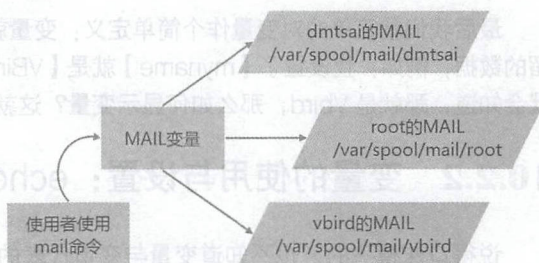 dmtsai的MAIL
/var/spool/mail/dmtsai
MAIL变量
root的MAIL
/var/spool/mail/root
使用者使用
mail命令
vbird的MAIL
/var/spool/mail/vbird